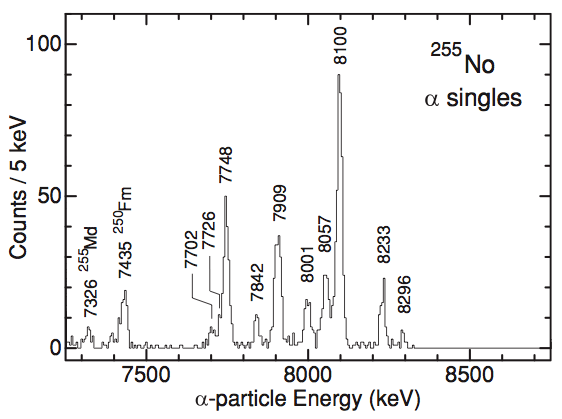 100
50
0
Counts / 5 keV
7326 ²⁵⁵Md
7435 ²⁵⁰Fm
7702
7726
7748
7842
7909
8001
8057
8100
8233
8296
²⁵⁵No
α singles
7500
8000
8500
α-particle Energy (keV)